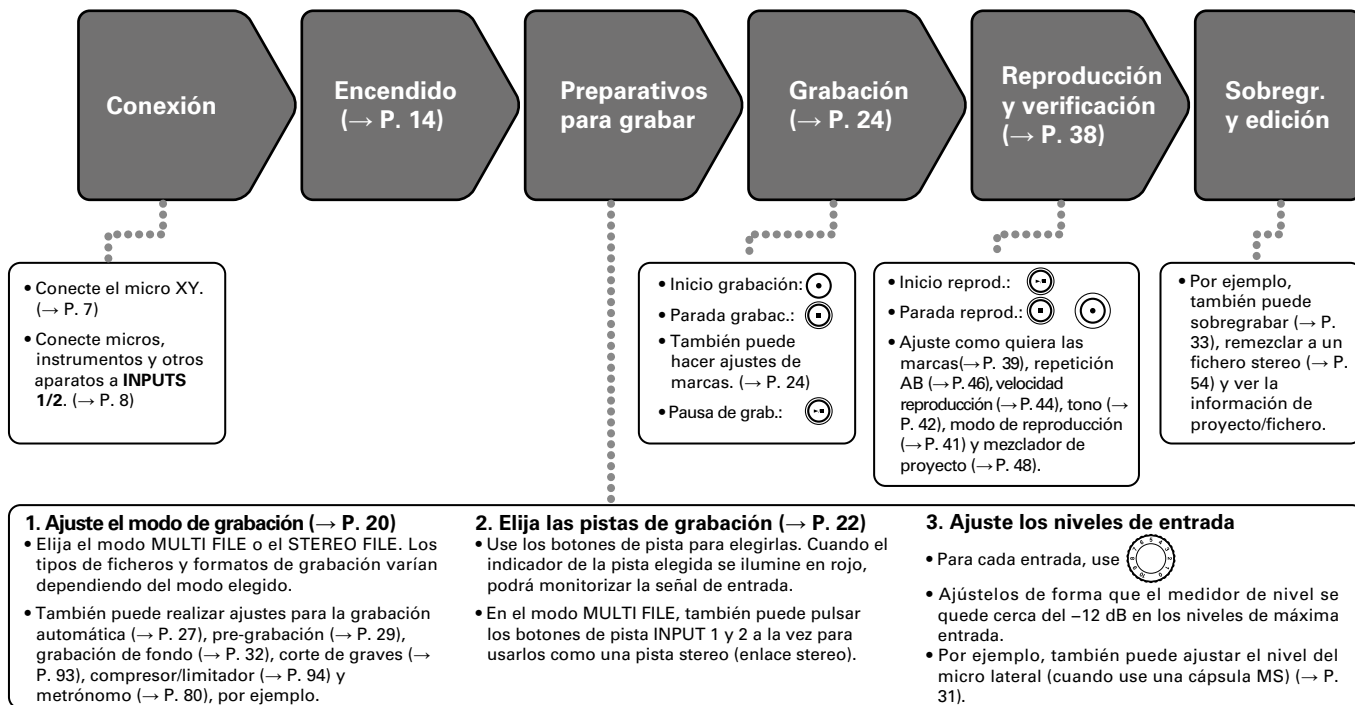 Conexión
Encendido
(→ P. 14)
Preparativos
para grabar
Grabación
(→ P. 24)
Reproducción
y verificación
(→ P. 38)
Sobregr.
y edición
• Conecte el micro XY.
(→ P. 7)
• Conecte micros,
instrumentos y otros
aparatos a INPUTS
1/2. (→ P. 8)
• Inicio grabación:
• Parada grabac.:
• También puede
hacer ajustes de
marcas. (→ P. 24)
• Pausa de grab.:
• Inicio reprod.:
• Parada reprod.:
• Ajuste como quiera las
marcas(→ P. 39), repetición
AB (→ P. 46), velocidad
reproducción (→ P. 44), tono (→
P. 42), modo de reproducción
(→ P. 41) y mezclador de
proyecto (→ P. 48).
• Por ejemplo,
también puede
sobregrabar (→ P.
33), remezclar a un
fichero stereo (→ P.
54) y ver la
información de
proyecto/fichero.
1. Ajuste el modo de grabación (→ P. 20)
• Elija el modo MULTI FILE o el STEREO FILE. Los
tipos de ficheros y formatos de grabación varían
dependiendo del modo elegido.
• También puede realizar ajustes para la grabación
automática (→ P. 27), pre-grabación (→ P. 29),
grabación de fondo (→ P. 32), corte de graves (→
P. 93), compresor/limitador (→ P. 94) y
metrónomo (→ P. 80), por ejemplo.
2. Elija las pistas de grabación (→ P. 22)
• Use los botones de pista para elegirlas. Cuando el
indicador de la pista elegida se ilumine en rojo,
podrá monitorizar la señal de entrada.
• En el modo MULTI FILE, también puede pulsar
los botones de pista INPUT 1 y 2 a la vez para
usarlos como una pista stereo (enlace stereo).
3. Ajuste los niveles de entrada
• Para cada entrada, use
• Ajústelos de forma que el medidor de nivel se
quede cerca del –12 dB en los niveles de máxima
entrada.
• Por ejemplo, también puede ajustar el nivel del
micro lateral (cuando use una cápsula MS) (→ P.
31).